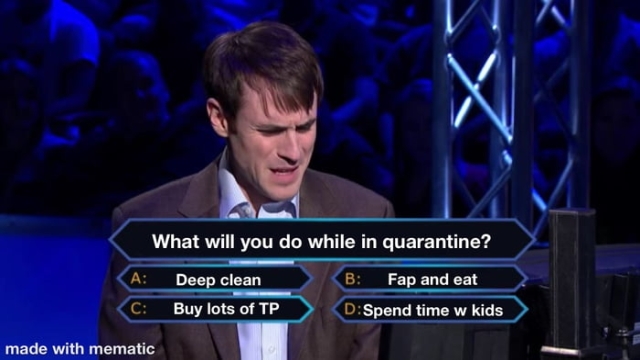 What will you do while in quarantine?
A: Deep clean
B: Fap and eat
C: Buy lots of TP
D: Spend time w kids
made with mematic